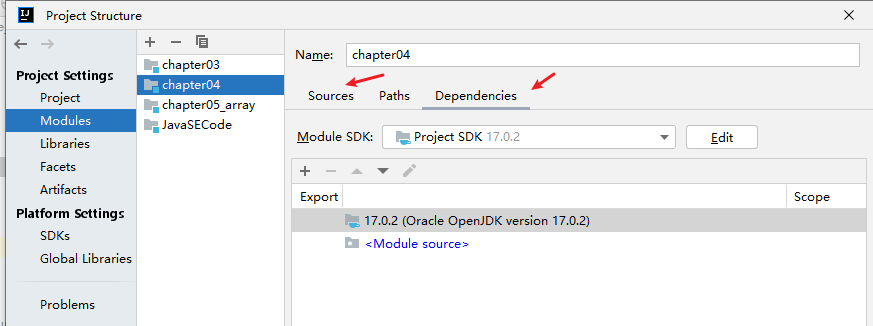 IJ Project Structure
Project Settings
Project
Modules
Libraries
Facets
Artifacts
Platform Settings
SDKs
Global Libraries
Problems
chapter03
chapter04
chapter05_array
JavaSECode
Name: chapter04
Sources Paths Dependencies
Module SDK: Project SDK 17.0.2 Edit
Export Scope
17.0.2 (Oracle OpenJDK version 17.0.2)
<Module source>